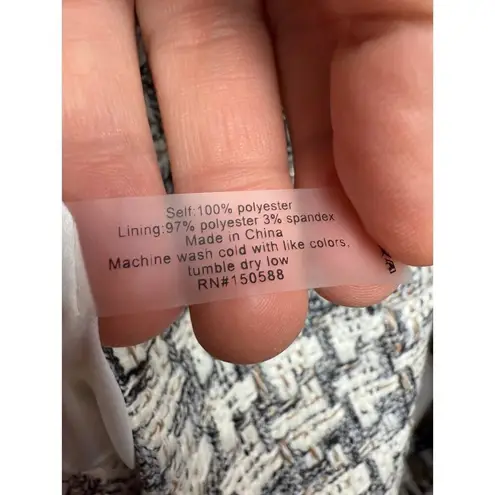 Self:100% polyester
Lining:97% polyester 3% spandex
Made in China
Machine wash cold with like colors,
tumble dry low
RN#150588